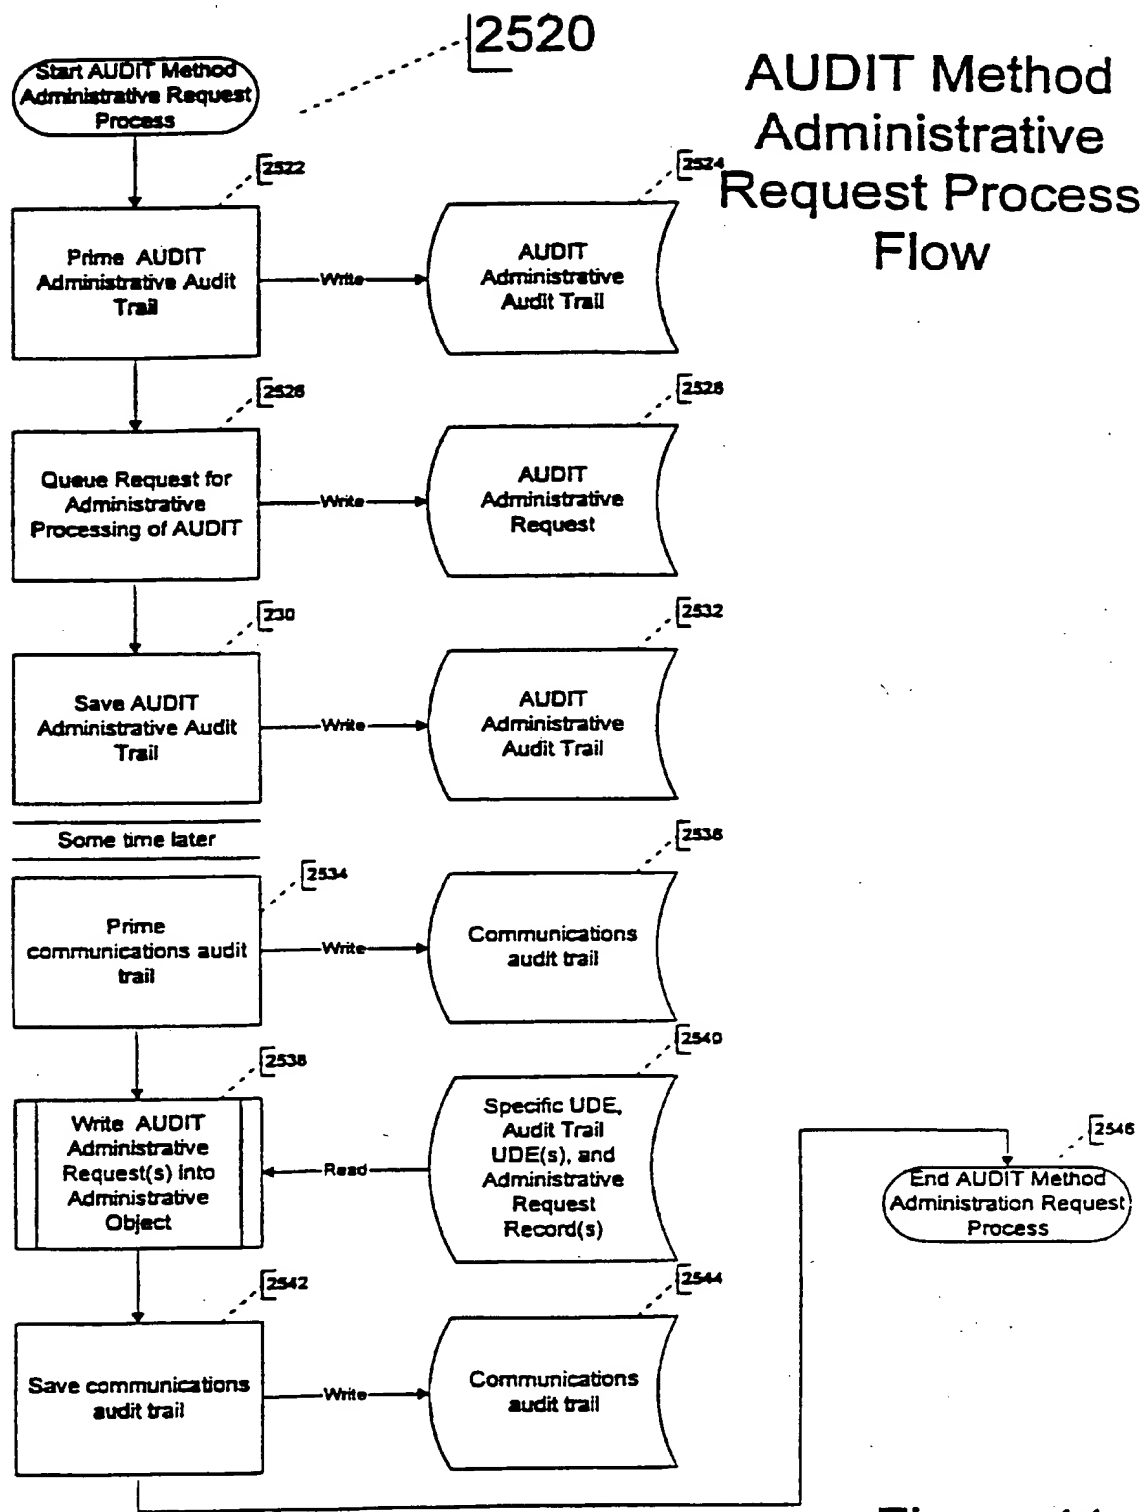 2520
AUDIT Method
Administrative
Request Process
Flow
Start AUDIT Method
Administrative Request
Process
2522
2524
Prime AUDIT
Administrative Audit
Trail
Write
AUDIT
Administrative
Audit Trail
2526
2528
Queue Request for
Administrative
Processing of AUDIT
Write
AUDIT
Administrative
Request
230
2532
Save AUDIT
Administrative Audit
Trail
Write
AUDIT
Administrative
Audit Trail
Some time later
2534
2536
Prime
communications audit
trail
Write
Communications
audit trail
2538
2540
Write AUDIT
Administrative
Request(s) into
Administrative
Object
Read
Specific UDE,
Audit Trail
UDE(s), and
Administrative
Request
Record(s)
2546
End AUDIT Method
Administration Request
Process
2542
2544
Save communications
audit trail
Write
Communications
audit trail